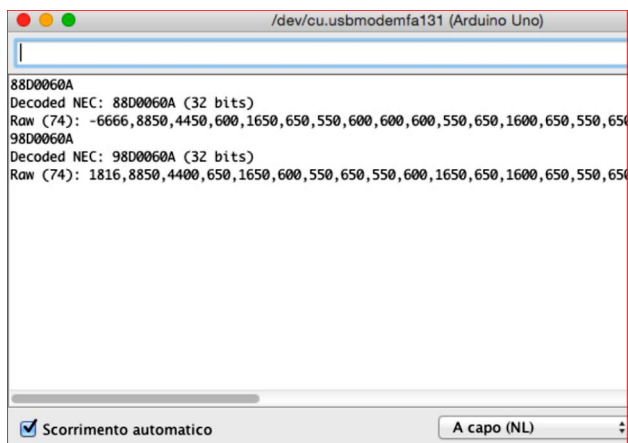 /dev/cu.usbmodemfa131 (Arduino Uno)
88D0060A
Decoded NEC: 88D0060A (32 bits)
Raw (74): -6666,8850,4450,600,1650,650,550,600,600,600,550,650,1600,650,550,650
98D0060A
Decoded NEC: 98D0060A (32 bits)
Raw (74): 1816,8850,4400,650,1650,600,550,650,550,600,1650,650,1600,650,550,650
Scorrimento automatico
A capo (NL)